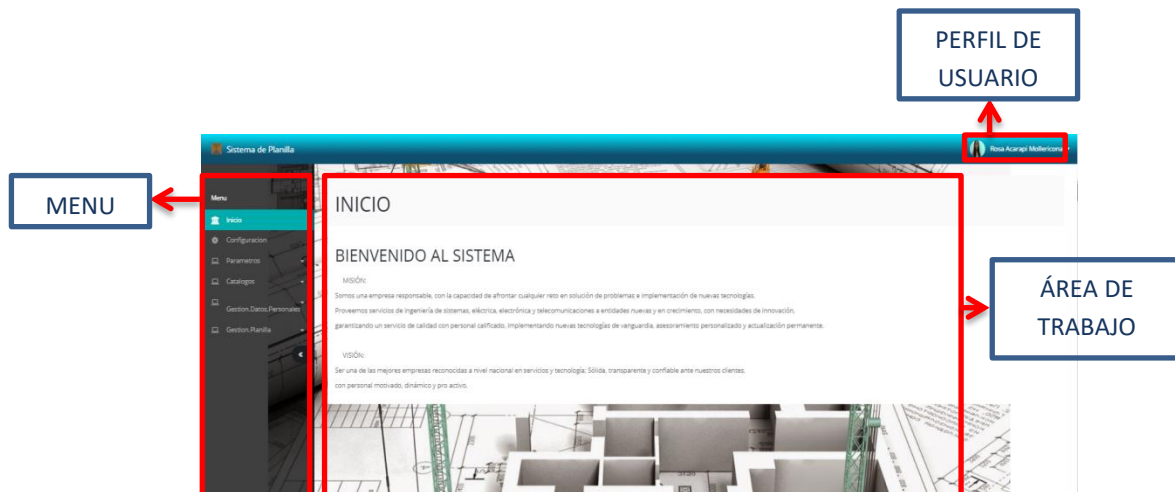 PERFIL DE
USUARIO
Sistema de Planilla
Rosa Acarapi Mollericona
MENU
Menu
Inicio
Configuracion
Parametros
Catalogos
Gestion.Datos.Personales
Gestion.Planilla
INICIO
BIENVENIDO AL SISTEMA
MISIÓN:
Somos una empresa responsable, con la capacidad de afrontar cualquier reto en solución de problemas e implementación de nuevas tecnologías.
Proveemos servicios de ingeniería de sistemas, eléctrica, electrónica y telecomunicaciones a entidades nuevas y en crecimiento, con necesidades de innovación,
garantizando un servicio de calidad con personal calificado, implementando nuevas tecnologías de vanguardia, asesoramiento personalizado y actualización permanente.
VISIÓN:
Ser una de las mejores empresas reconocidas a nivel nacional en servicios y tecnología; Sólida, transparente y confiable ante nuestros clientes,
con personal motivado, dinámico y pro activo.
ÁREA DE
TRABAJO